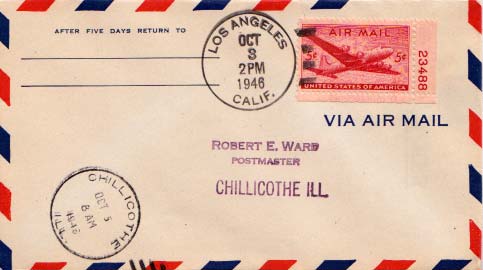 AFTER FIVE DAYS RETURN TO
LOS ANGELES
OCT
3
2PM
1946
CALIF.
AIR MAIL
5¢ 5¢
UNITED STATES OF AMERICA
23488
VIA AIR MAIL
ROBERT E. WARD
POSTMASTER
CHILLICOTHE ILL.
CHILLICOTHE
OCT 5
8 AM
1946
ILL.